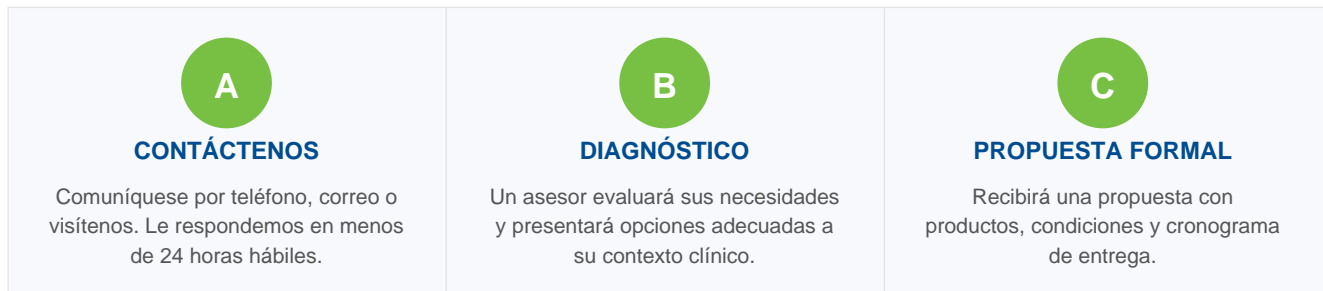 A
CONTÁCTENOS
Comuníquese por teléfono, correo o
visítenos. Le respondemos en menos
de 24 horas hábiles.
B
DIAGNÓSTICO
Un asesor evaluará sus necesidades
y presentará opciones adecuadas a
su contexto clínico.
C
PROPUESTA FORMAL
Recibirá una propuesta con
productos, condiciones y cronograma
de entrega.